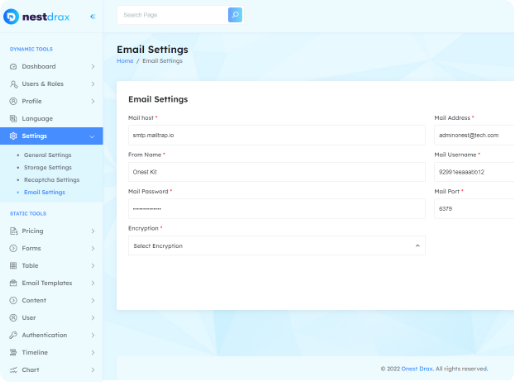 nestdrax
Search Page
DYNAMIC TOOLS
Dashboard
Users & Roles
Profile
Language
Settings
General Settings
Storage Settings
Recaptcha Settings
Email Settings
STATIC TOOLS
Pricing
Forms
Table
Email Templates
Content
User
Authentication
Timeline
Chart
Email Settings
Home / Email Settings
Email Settings
Mail host *
smtp.mailtrap.io
Mail Address *
adminonest@tech.com
From Name *
Onest Kit
Mail Username *
Mail Password *
••••••••••••••
Mail Port *
6379
Encryption *
Select Encryption
© 2022 Onest Drax. All rights reserved.